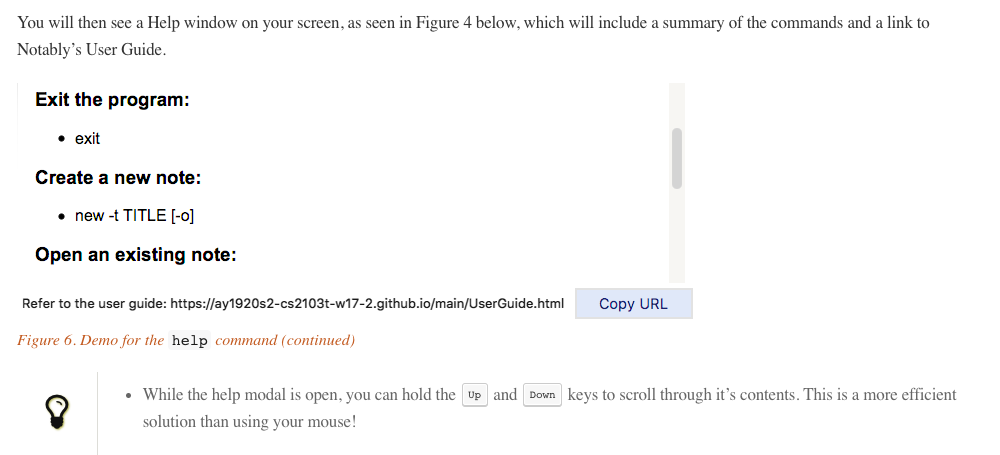 You will then see a Help window on your screen, as seen in Figure 4 below, which will include a summary of the commands and a link to
Notably’s User Guide.
Exit the program:
• exit
Create a new note:
• new -t TITLE [-o]
Open an existing note:
Refer to the user guide: https://ay1920s2-cs2103t-w17-2.github.io/main/UserGuide.html Copy URL
Figure 6. Demo for the help command (continued)
• While the help modal is open, you can hold the Up and Down keys to scroll through it’s contents. This is a more efficient
solution than using your mouse!